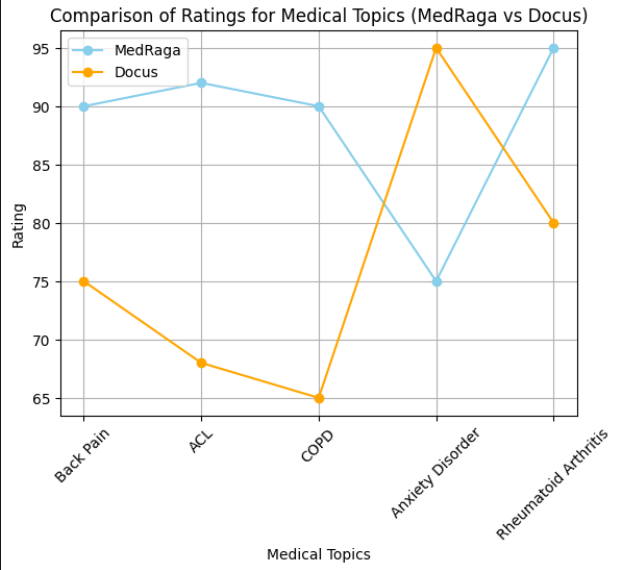 Comparison of Ratings for Medical Topics (MedRaga vs Docus)
MedRaga
Docus
95
90
85
80
75
70
65
Rating
Back Pain
ACL
COPD
Anxiety Disorder
Rheumatoid Arthritis
Medical Topics